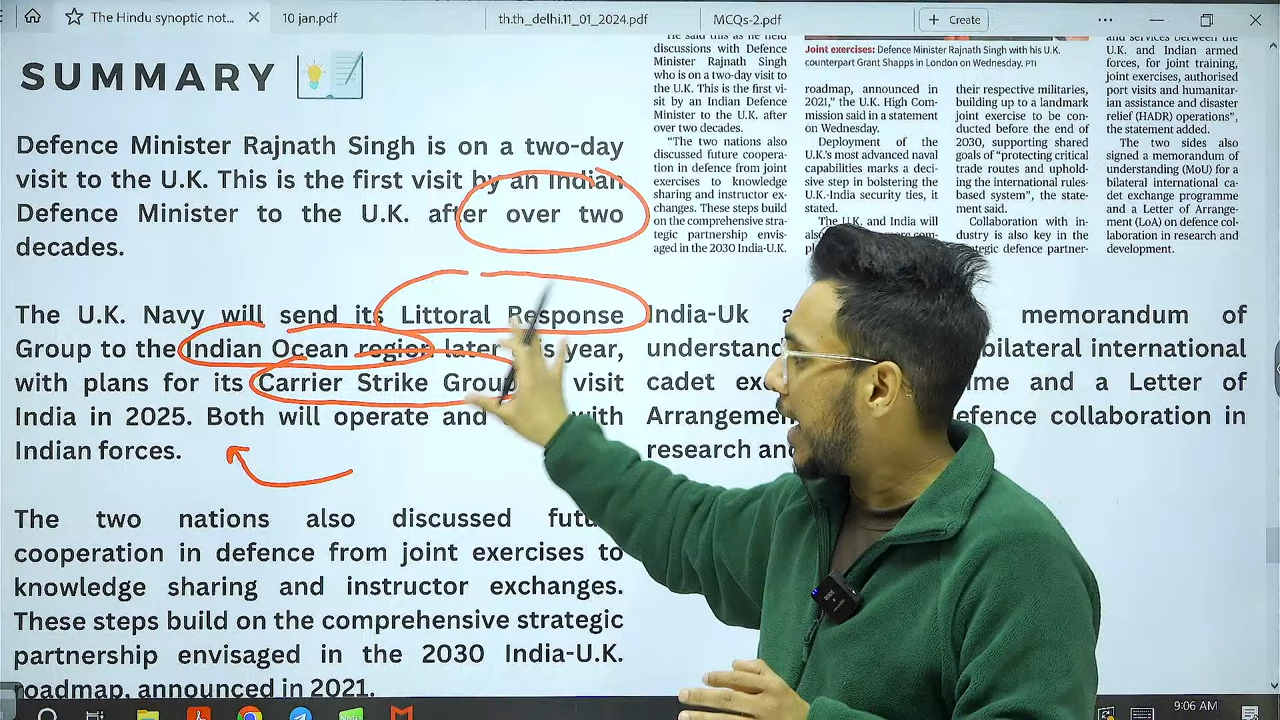 The Hindu synoptic not...
10 jan.pdf
th.th_delhi.11_01_2024.pdf
MCQs-2.pdf
+ Create
SUMMARY
Defence Minister Rajnath Singh is on a two-day
visit to the U.K. This is the first visit by an Indian
Defence Minister to the U.K. after over two
decades.
The U.K. Navy will send its Littoral Response
Group to the Indian Ocean region later this year,
with plans for its Carrier Strike Group visit
India in 2025. Both will operate and with
Indian forces.
The two nations also discussed
cooperation in defence from joint exercises to
knowledge sharing and instructor exchanges.
These steps build on the comprehensive strategic
partnership envisaged in the 2030 India-U.K.
roadmap, announced in 2021.
He said this as he held
discussions with Defence
Minister Rajnath Singh
who is on a two-day visit to
the U.K. This is the first vi-
sit by an Indian Defence
Minister to the U.K. after
over two decades.
"The two nations also
discussed future coopera-
tion in defence from joint
exercises to knowledge
sharing and instructor ex-
changes. These steps build
on the comprehensive stra-
tegic partnership envis-
aged in the 2030 India-U.K.
Joint exercises: Defence Minister Rajnath Singh with his U.K.
counterpart Grant Shapps in London on Wednesday. PTI
roadmap, announced in
2021," the U.K. High Com-
mission said in a statement
on Wednesday.
Deployment of the
U.K.'s most advanced naval
capabilities marks a deci-
sive step in bolstering the
U.K.-India security ties, it
stated.
The U.K. and India will
their respective militaries,
building up to a landmark
joint exercise to be con-
ducted before the end of
2030, supporting shared
goals of "protecting critical
trade routes and uphold-
ing the international rules-
based system", the state-
ment said.
Collaboration with in-
dustry is also key in the
defence partner-
and services between the
U.K. and Indian armed
forces, for joint training,
joint exercises, authorised
port visits and humanitar-
ian assistance and disaster
relief (HADR) operations",
the statement added.
The two sides also
signed a memorandum of
understanding (MoU) for a
bilateral international ca-
det exchange programme
and a Letter of Arrange-
ment (LoA) on defence col-
laboration in research and
development.
India-Uk memorandum of
bilateral international
cadet and a Letter of
collaboration in
research
9:06 AM